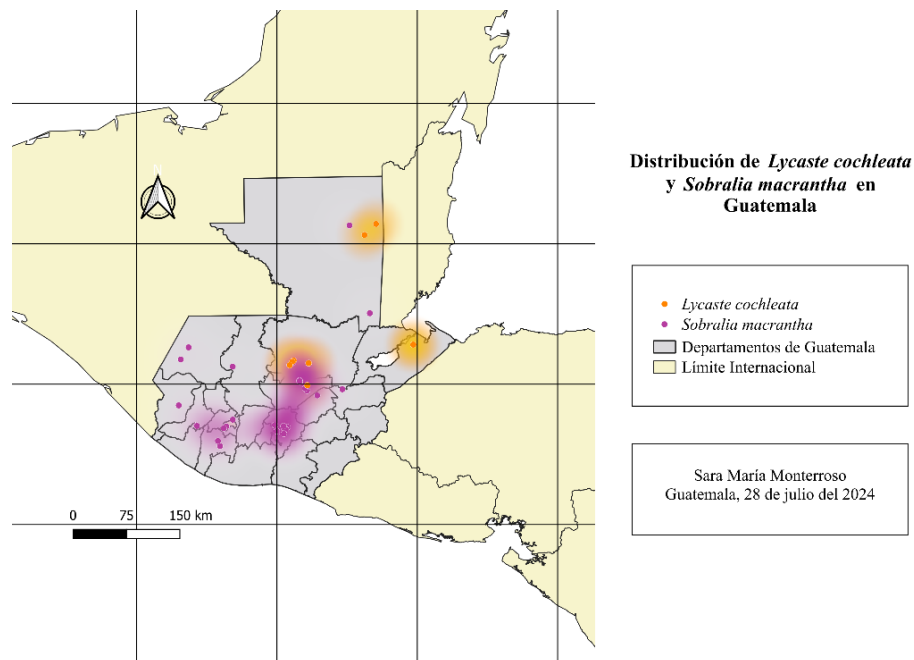 Distribución de Lycaste cochleata
y Sobralia macrantha en
Guatemala
Lycaste cochleata
Sobralia macrantha
Departamentos de Guatemala
Límite Internacional
Sara María Monterroso
Guatemala, 28 de julio del 2024
0 75 150 km